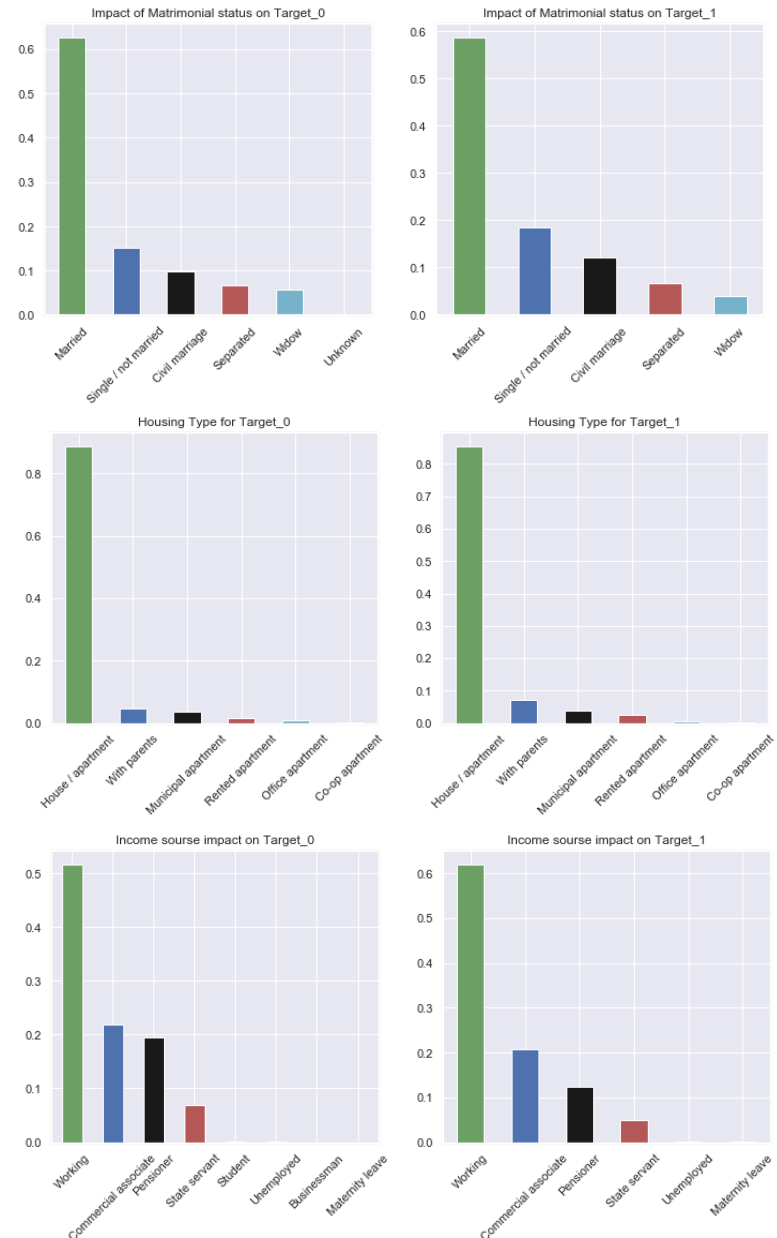 Impact of Matrimonial status on Target_0
0.6
0.5
0.4
0.3
0.2
0.1
0.0
Married
Single / not married
Civil marriage
Separated
Widow
Unknown
Impact of Matrimonial status on Target_1
0.6
0.5
0.4
0.3
0.2
0.1
0.0
Married
Single / not married
Civil marriage
Separated
Widow
Housing Type for Target_0
0.8
0.6
0.4
0.2
0.0
House / apartment
With parents
Municipal apartment
Rented apartment
Office apartment
Co-op apartment
Housing Type for Target_1
0.8
0.7
0.6
0.5
0.4
0.3
0.2
0.1
0.0
House / apartment
With parents
Municipal apartment
Rented apartment
Office apartment
Co-op apartment
Income sourse impact on Target_0
0.5
0.4
0.3
0.2
0.1
0.0
Working
Commercial associate
Pensioner
State servant
Student
Unemployed
Businessman
Maternity leave
Income sourse impact on Target_1
0.6
0.5
0.4
0.3
0.2
0.1
0.0
Working
Commercial associate
Pensioner
State servant
Unemployed
Maternity leave